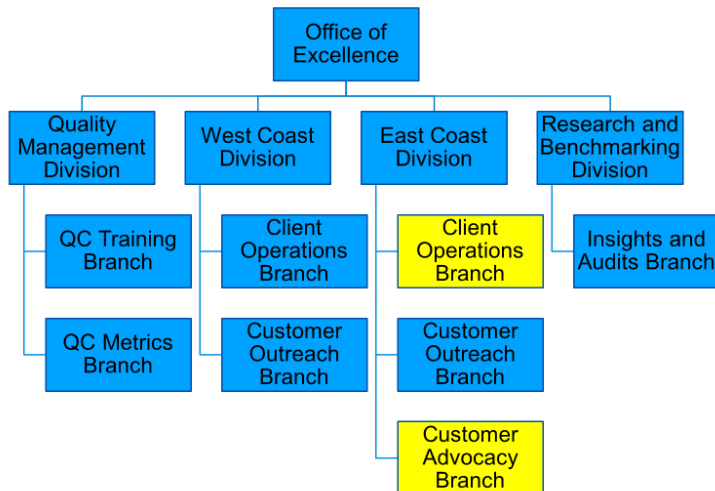 Office of
Excellence
Quality
Management
Division
West Coast
Division
East Coast
Division
Research and
Benchmarking
Division
QC Training
Branch
Client
Operations
Branch
Client
Operations
Branch
Insights and
Audits Branch
QC Metrics
Branch
Customer
Outreach
Branch
Customer
Outreach
Branch
Customer
Advocacy
Branch